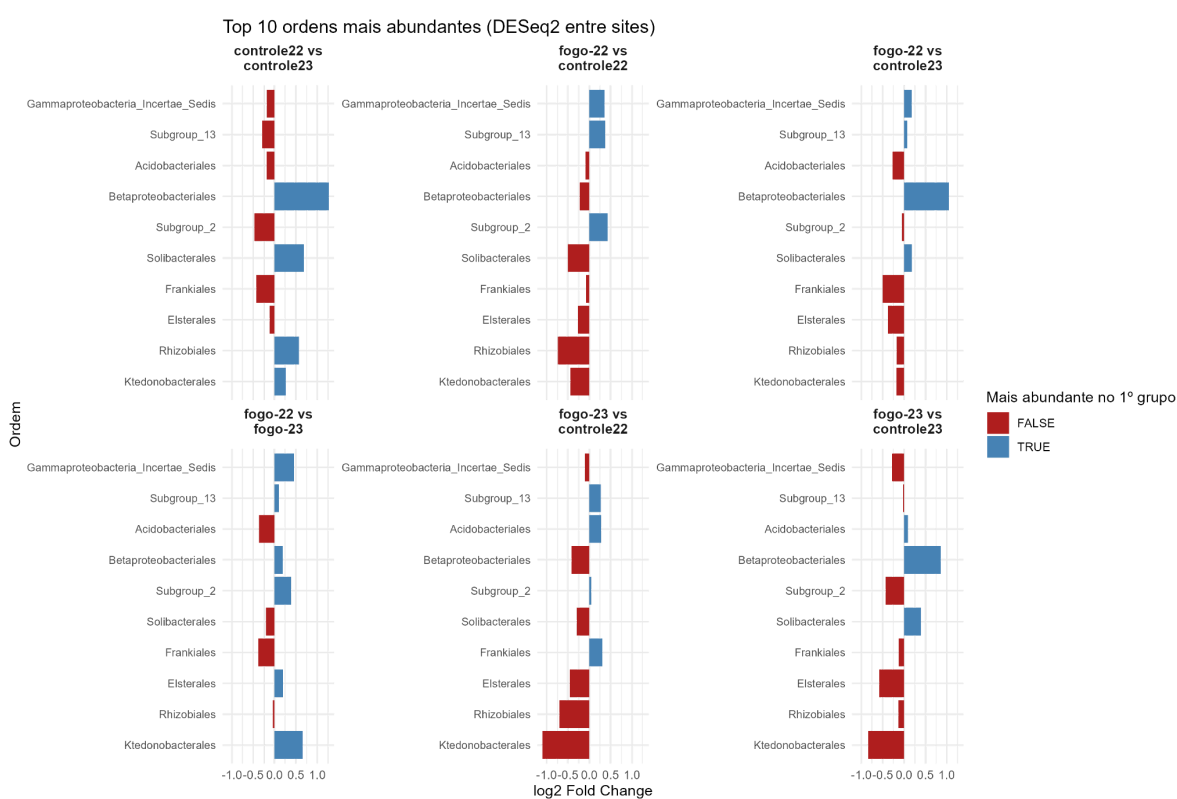 Top 10 ordens mais abundantes (DESeq2 entre sites)
controle22 vs
controle23
fogo-22 vs
controle22
fogo-22 vs
controle23
Gammaproteobacteria_Incertae_Sedis
Subgroup_13
Acidobacteriales
Betaproteobacteriales
Subgroup_2
Solibacterales
Frankiales
Elsterales
Rhizobiales
Ktedonobacterales
Gammaproteobacteria_Incertae_Sedis
Subgroup_13
Acidobacteriales
Betaproteobacteriales
Subgroup_2
Solibacterales
Frankiales
Elsterales
Rhizobiales
Ktedonobacterales
Gammaproteobacteria_Incertae_Sedis
Subgroup_13
Acidobacteriales
Betaproteobacteriales
Subgroup_2
Solibacterales
Frankiales
Elsterales
Rhizobiales
Ktedonobacterales
fogo-22 vs
fogo-23
fogo-23 vs
controle22
fogo-23 vs
controle23
Gammaproteobacteria_Incertae_Sedis
Subgroup_13
Acidobacteriales
Betaproteobacteriales
Subgroup_2
Solibacterales
Frankiales
Elsterales
Rhizobiales
Ktedonobacterales
Gammaproteobacteria_Incertae_Sedis
Subgroup_13
Acidobacteriales
Betaproteobacteriales
Subgroup_2
Solibacterales
Frankiales
Elsterales
Rhizobiales
Ktedonobacterales
Gammaproteobacteria_Incertae_Sedis
Subgroup_13
Acidobacteriales
Betaproteobacteriales
Subgroup_2
Solibacterales
Frankiales
Elsterales
Rhizobiales
Ktedonobacterales
-1.0 -0.5 0.0 0.5 1.0
-1.0 -0.5 0.0 0.5 1.0
-1.0 -0.5 0.0 0.5 1.0
log2 Fold Change
Ordem
Mais abundante no 1º grupo
FALSE
TRUE